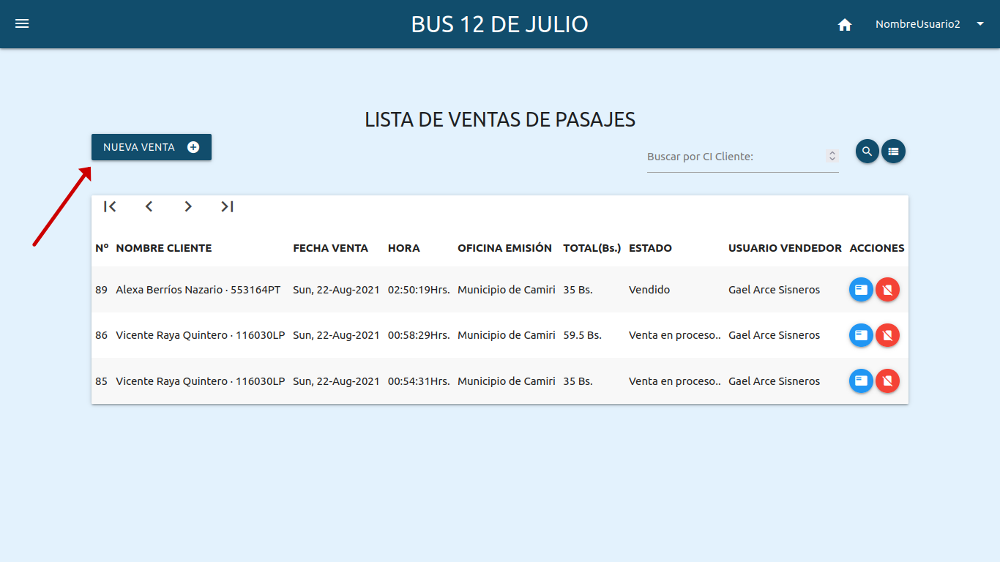 BUS 12 DE JULIO
NombreUsuario2
LISTA DE VENTAS DE PASAJES
NUEVA VENTA
Buscar por CI Cliente:
Nº NOMBRE CLIENTE FECHA VENTA HORA OFICINA EMISIÓN TOTAL(Bs.) ESTADO USUARIO VENDEDOR ACCIONES
89 Alexa Berríos Nazario · 553164PT Sun, 22-Aug-2021 02:50:19Hrs. Municipio de Camiri 35 Bs. Vendido Gael Arce Sisneros
86 Vicente Raya Quintero · 116030LP Sun, 22-Aug-2021 00:58:29Hrs. Municipio de Camiri 59.5 Bs. Venta en proceso.. Gael Arce Sisneros
85 Vicente Raya Quintero · 116030LP Sun, 22-Aug-2021 00:54:31Hrs. Municipio de Camiri 35 Bs. Venta en proceso.. Gael Arce Sisneros